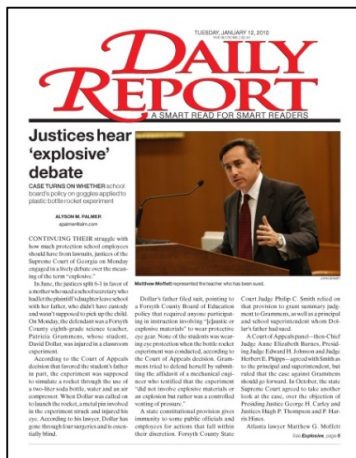 TUESDAY, JANUARY 12, 2010
DAILY
REPORT
A SMART READ FOR SMART READERS
Justices hear
'explosive'
debate
CASE TURNS ON WHETHER school
board's policy on goggles applied to
plastic bottle rocket experiment
ALYSON M. PALMER
apalmer@alm.com
CONTINUING THEIR struggle with
how much protection school employees
should have from lawsuits, justices of the
Supreme Court of Georgia on Monday
engaged in a lively debate over the mean-
ing of the term "explosive."
In June, the justices split 6-1 in favor of
a mother who sued a school secretary who
had let the plaintiff's daughter leave school
with her father, who didn't have custody
and wasn't supposed to pick up the child.
On Monday, the defendant was a Forsyth
County eighth-grade science teacher,
Patricia Grammens, whose student,
David Dollar, was injured in a classroom
experiment.
According to the Court of Appeals
decision that favored the student's father
in part, the experiment was supposed
to simulate a rocket through the use of
a two-liter soda bottle, water and an air
compressor. When Dollar was called on
to launch the rocket, a metal pin involved
in the experiment struck and injured his
eye. According to his lawyer, Dollar has
gone through four surgeries and is essen-
tially blind.
Matthew Moffett represented the teacher who has been sued.
Dollar's father filed suit, pointing to
a Forsyth County Board of Education
policy that required anyone participat-
ing in instruction involving "[c]austic or
explosive materials" to wear protective
eye gear. None of the students was wear-
ing eye protection when the bottle rocket
experiment was conducted, according to
the Court of Appeals decision. Gram-
mens tried to defend herself by submit-
ting the affidavit of a mechanical engi-
neer who testified that the experiment
"did not involve explosive materials or
an explosion but rather was a controlled
venting of pressure."
A state constitutional provision gives
immunity to some public officials and
employees for actions that fall within
their discretion. Forsyth County State
Court Judge Philip C. Smith relied on
that provision to grant summary judg-
ment to Grammens, as well as a principal
and school superintendent whom Dol-
lar's father had sued.
A Court of Appeals panel—then-Chief
Judge Anne Elizabeth Barnes, Presid-
ing Judge Edward H. Johnson and Judge
Herbert E. Phipps—agreed with Smith as
to the principal and superintendent, but
ruled that the case against Grammens
should go forward. In October, the state
Supreme Court agreed to take another
look at the case, over the objection of
Presiding Justice George H. Carley and
Justices Hugh P. Thompson and P. Har-
ris Hines.
Atlanta lawyer Matthew G. Moffett
See Explosive, page 9